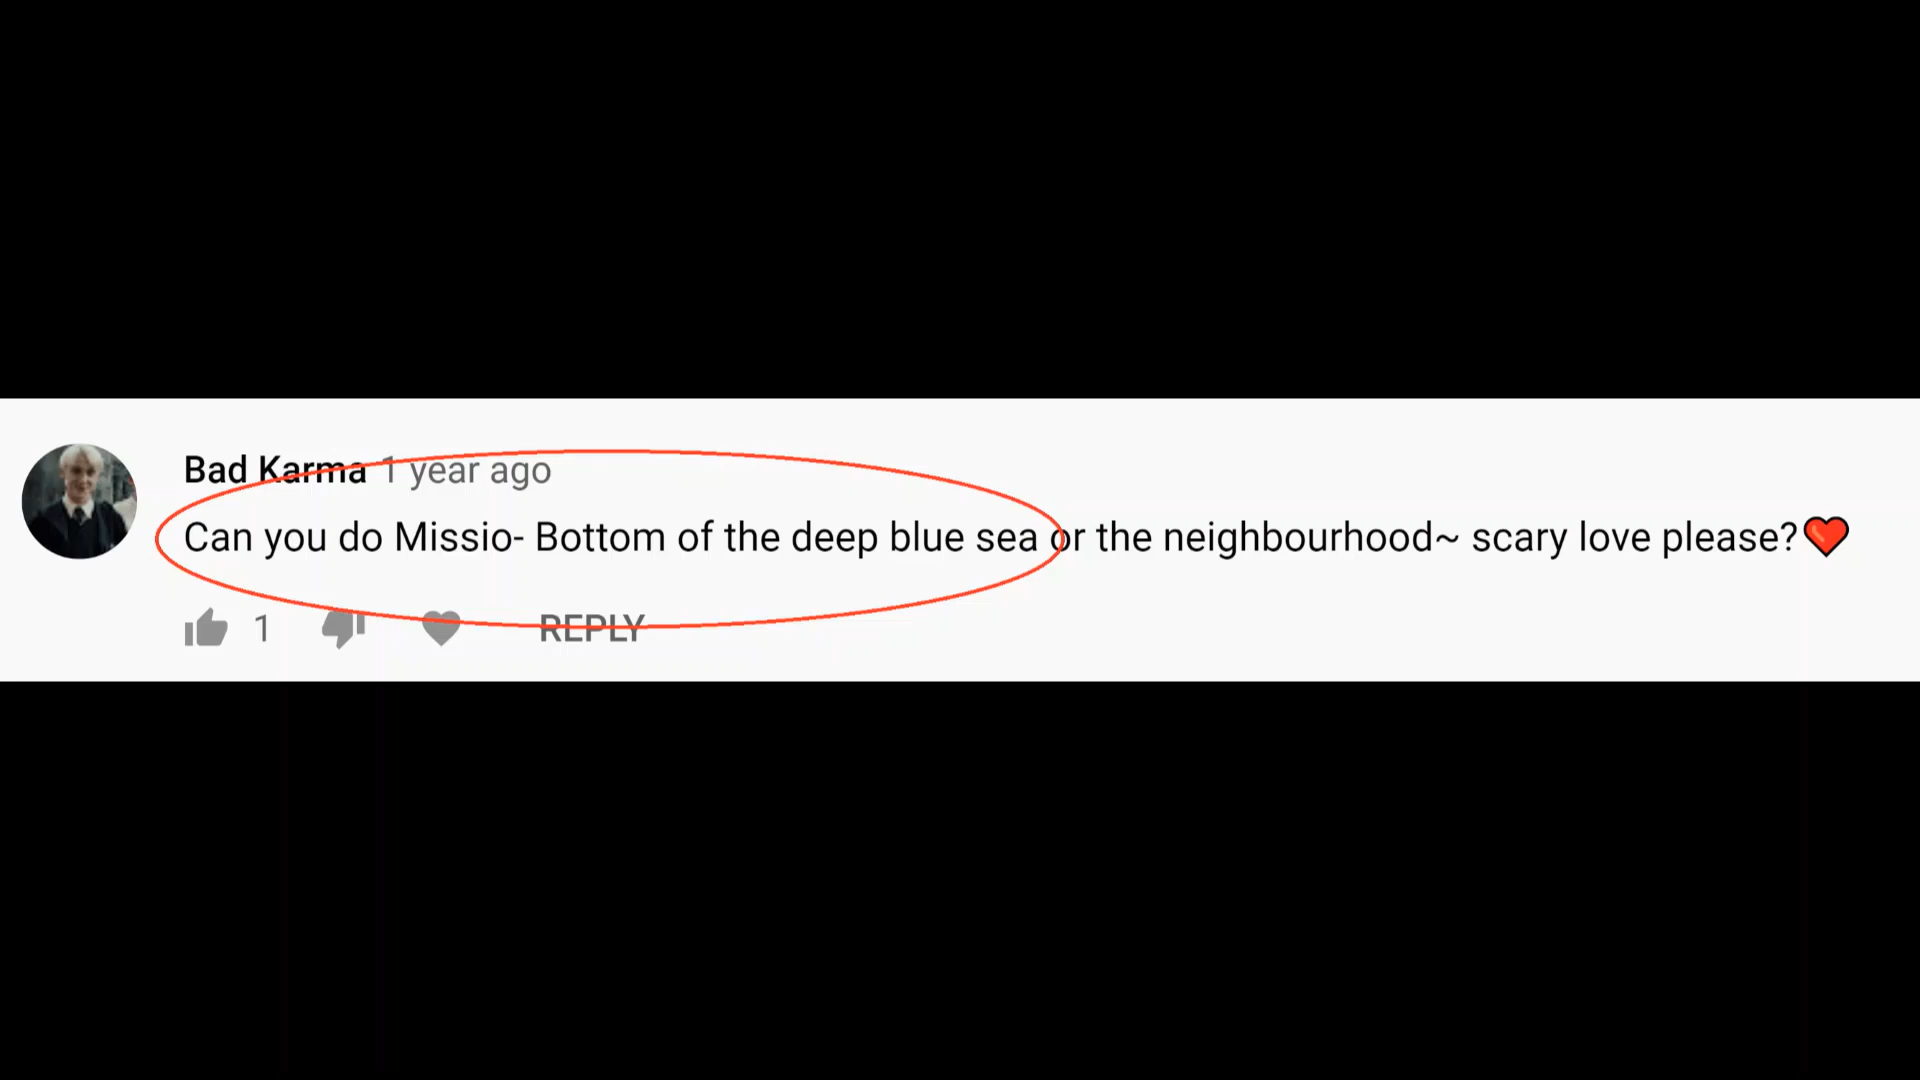 Bad Karma 1 year ago
Can you do Missio- Bottom of the deep blue sea or the neighbourhood~ scary love please?❤️
1 REPLY